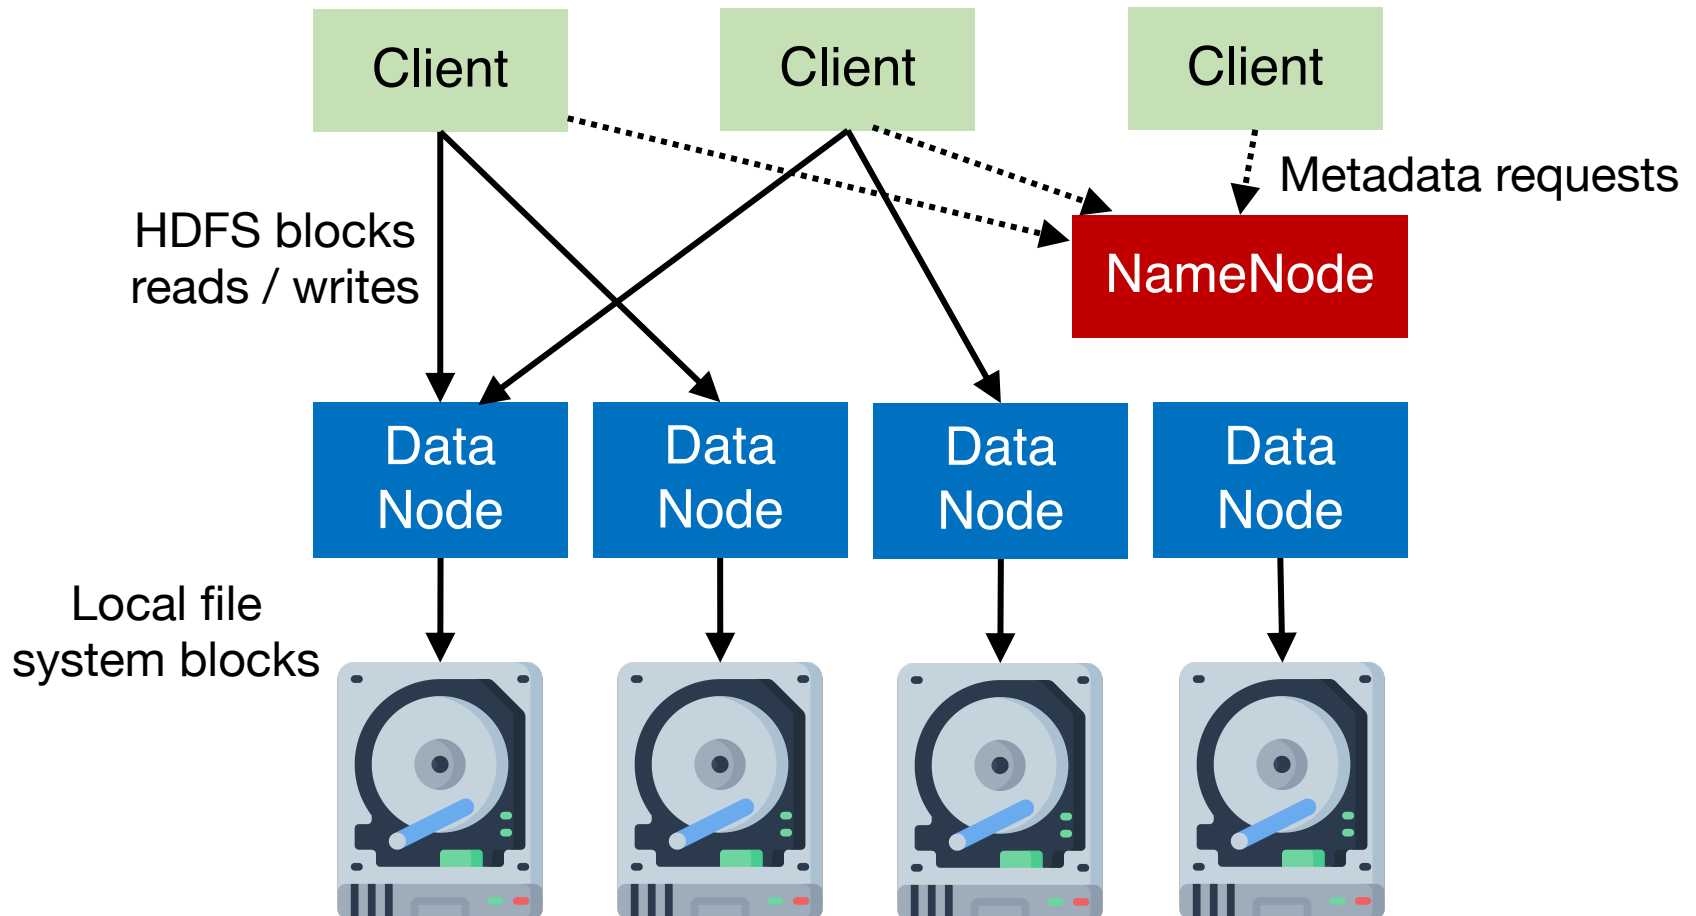 Client
Client
Client
Metadata requests
HDFS blocks
reads / writes
NameNode
Data
Node
Data
Node
Data
Node
Data
Node
Local file
system blocks